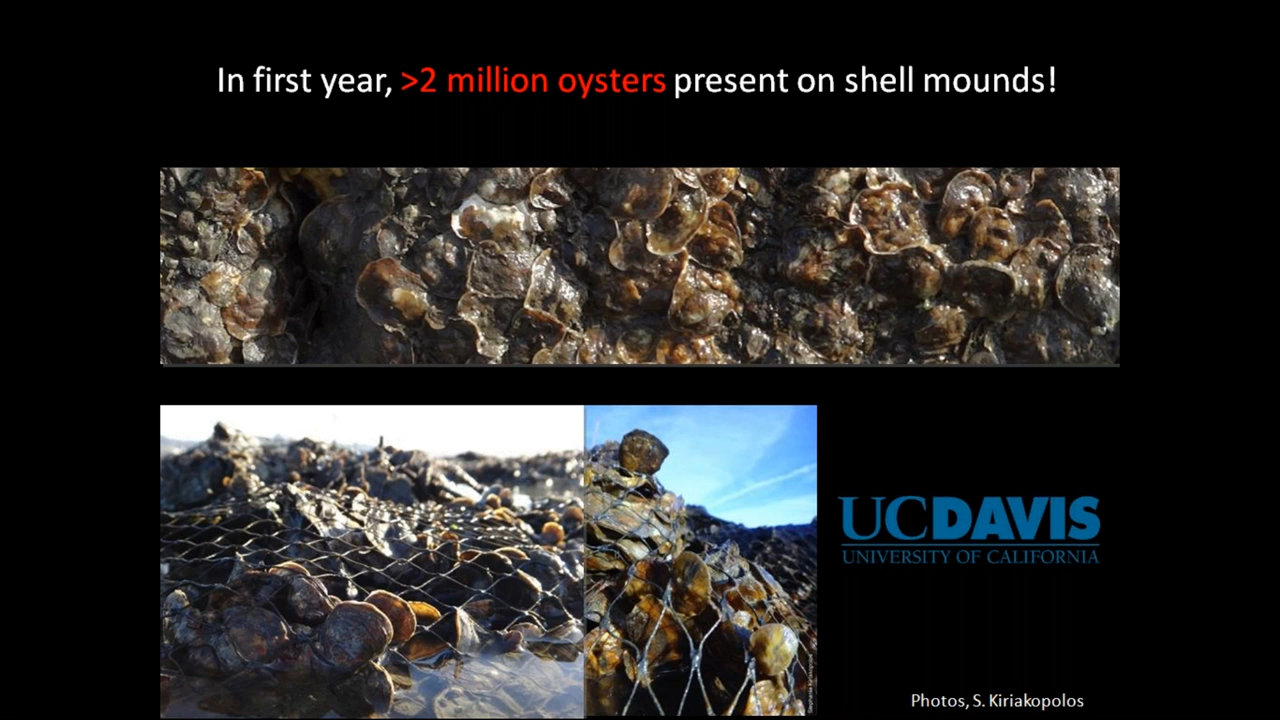 In first year, >2 million oysters present on shell mounds!
UCDAVIS
UNIVERSITY OF CALIFORNIA
Photos, S. Kiriakopolos